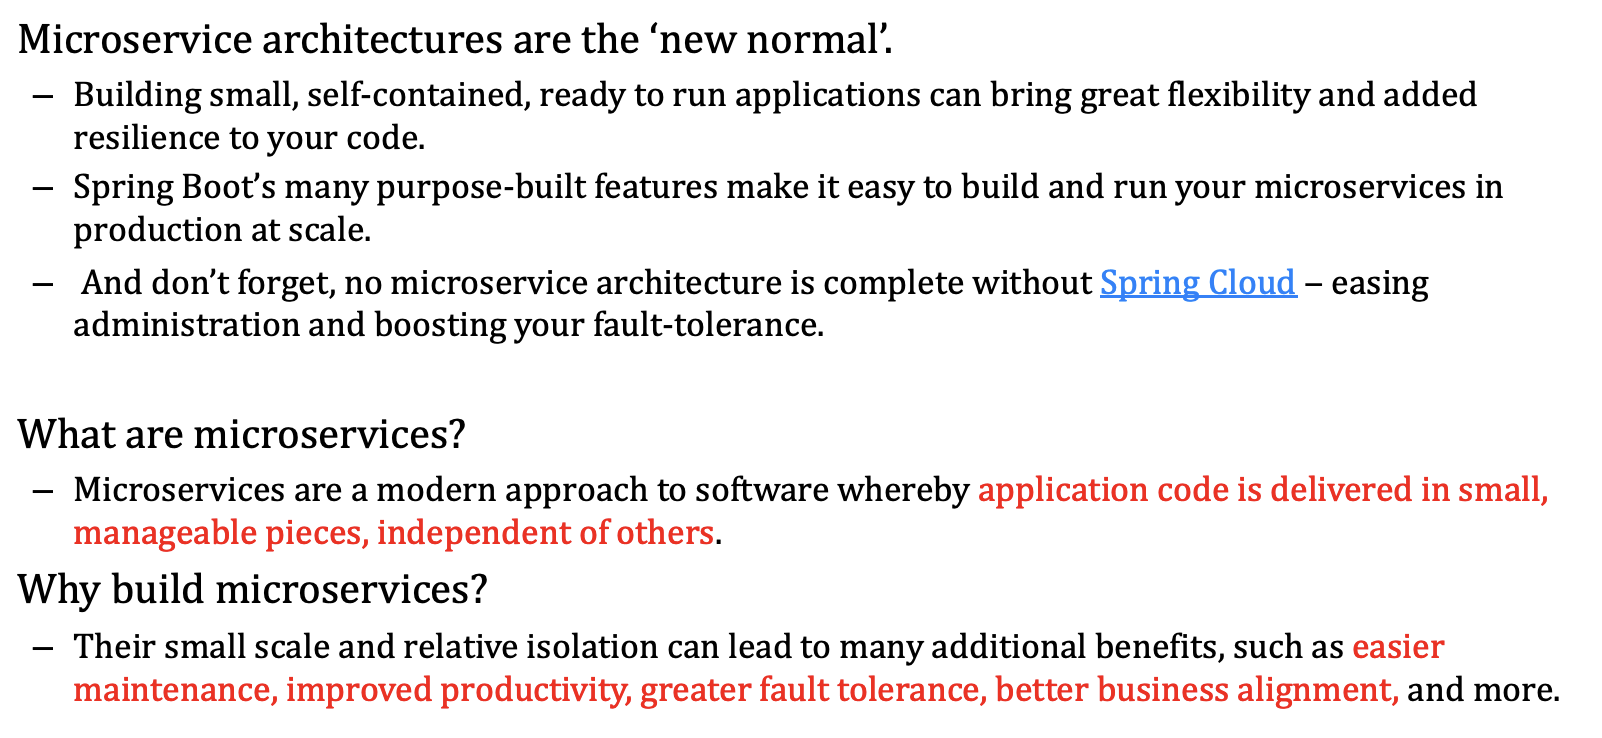 Microservice architectures are the ‘new normal’.
– Building small, self-contained, ready to run applications can bring great flexibility and added
resilience to your code.
– Spring Boot’s many purpose-built features make it easy to build and run your microservices in
production at scale.
– And don’t forget, no microservice architecture is complete without Spring Cloud – easing
administration and boosting your fault-tolerance.
What are microservices?
– Microservices are a modern approach to software whereby application code is delivered in small,
manageable pieces, independent of others.
Why build microservices?
– Their small scale and relative isolation can lead to many additional benefits, such as easier
maintenance, improved productivity, greater fault tolerance, better business alignment, and more.